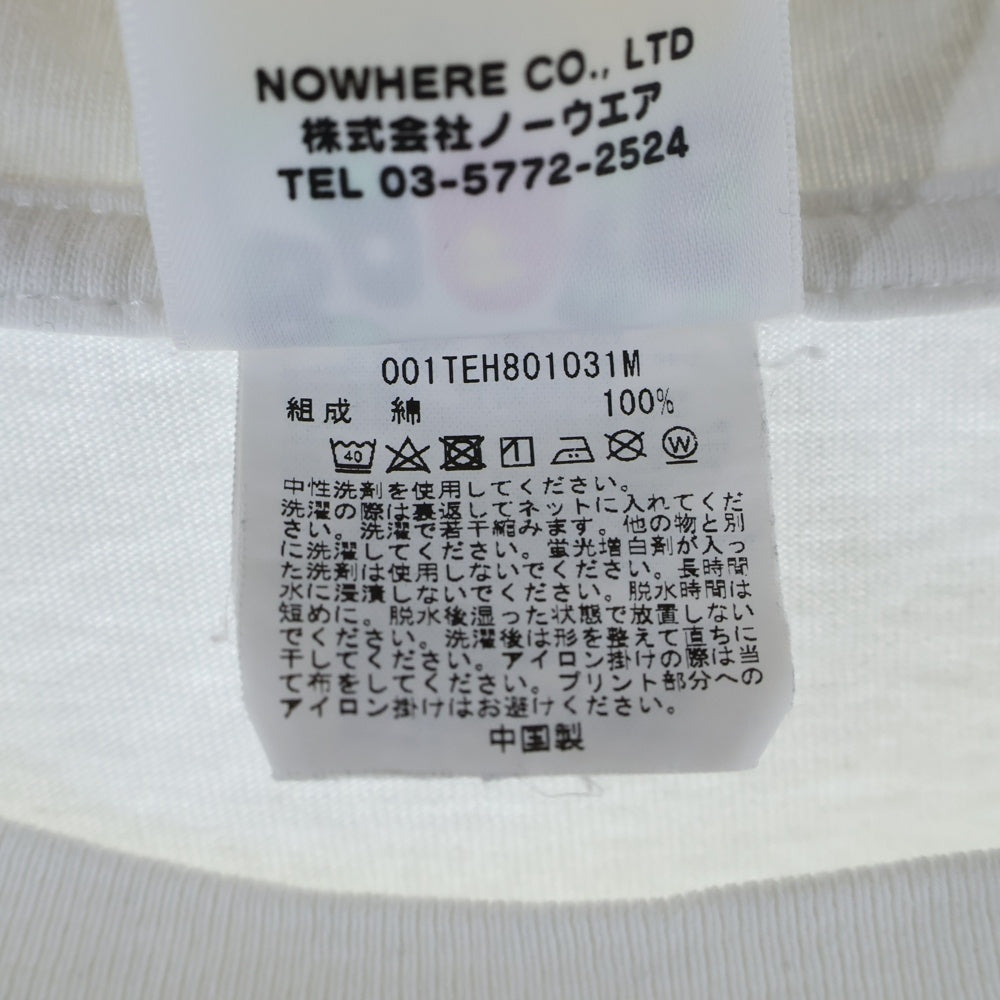 NOWHERE CO., LTD
株式会社ノーウエア
TEL 03-5772-2524
001TEH801031M
組成 綿 100%
40 W
中性洗剤を使用してください。
洗濯の際は裏返してネットに入れてくだ
さい。洗濯で若干縮みます。他の物と別
に洗濯してください。蛍光増白剤が入っ
た洗剤は使用しないでください。長時間
水に浸漬しないでください。脱水時間は
短めに。脱水後湿った状態で放置しない
でください。洗濯後は形を整えて直ちに
干してください。アイロン掛けの際は当
て布をしてください。プリント部分への
アイロン掛けはお避けください。
中国製